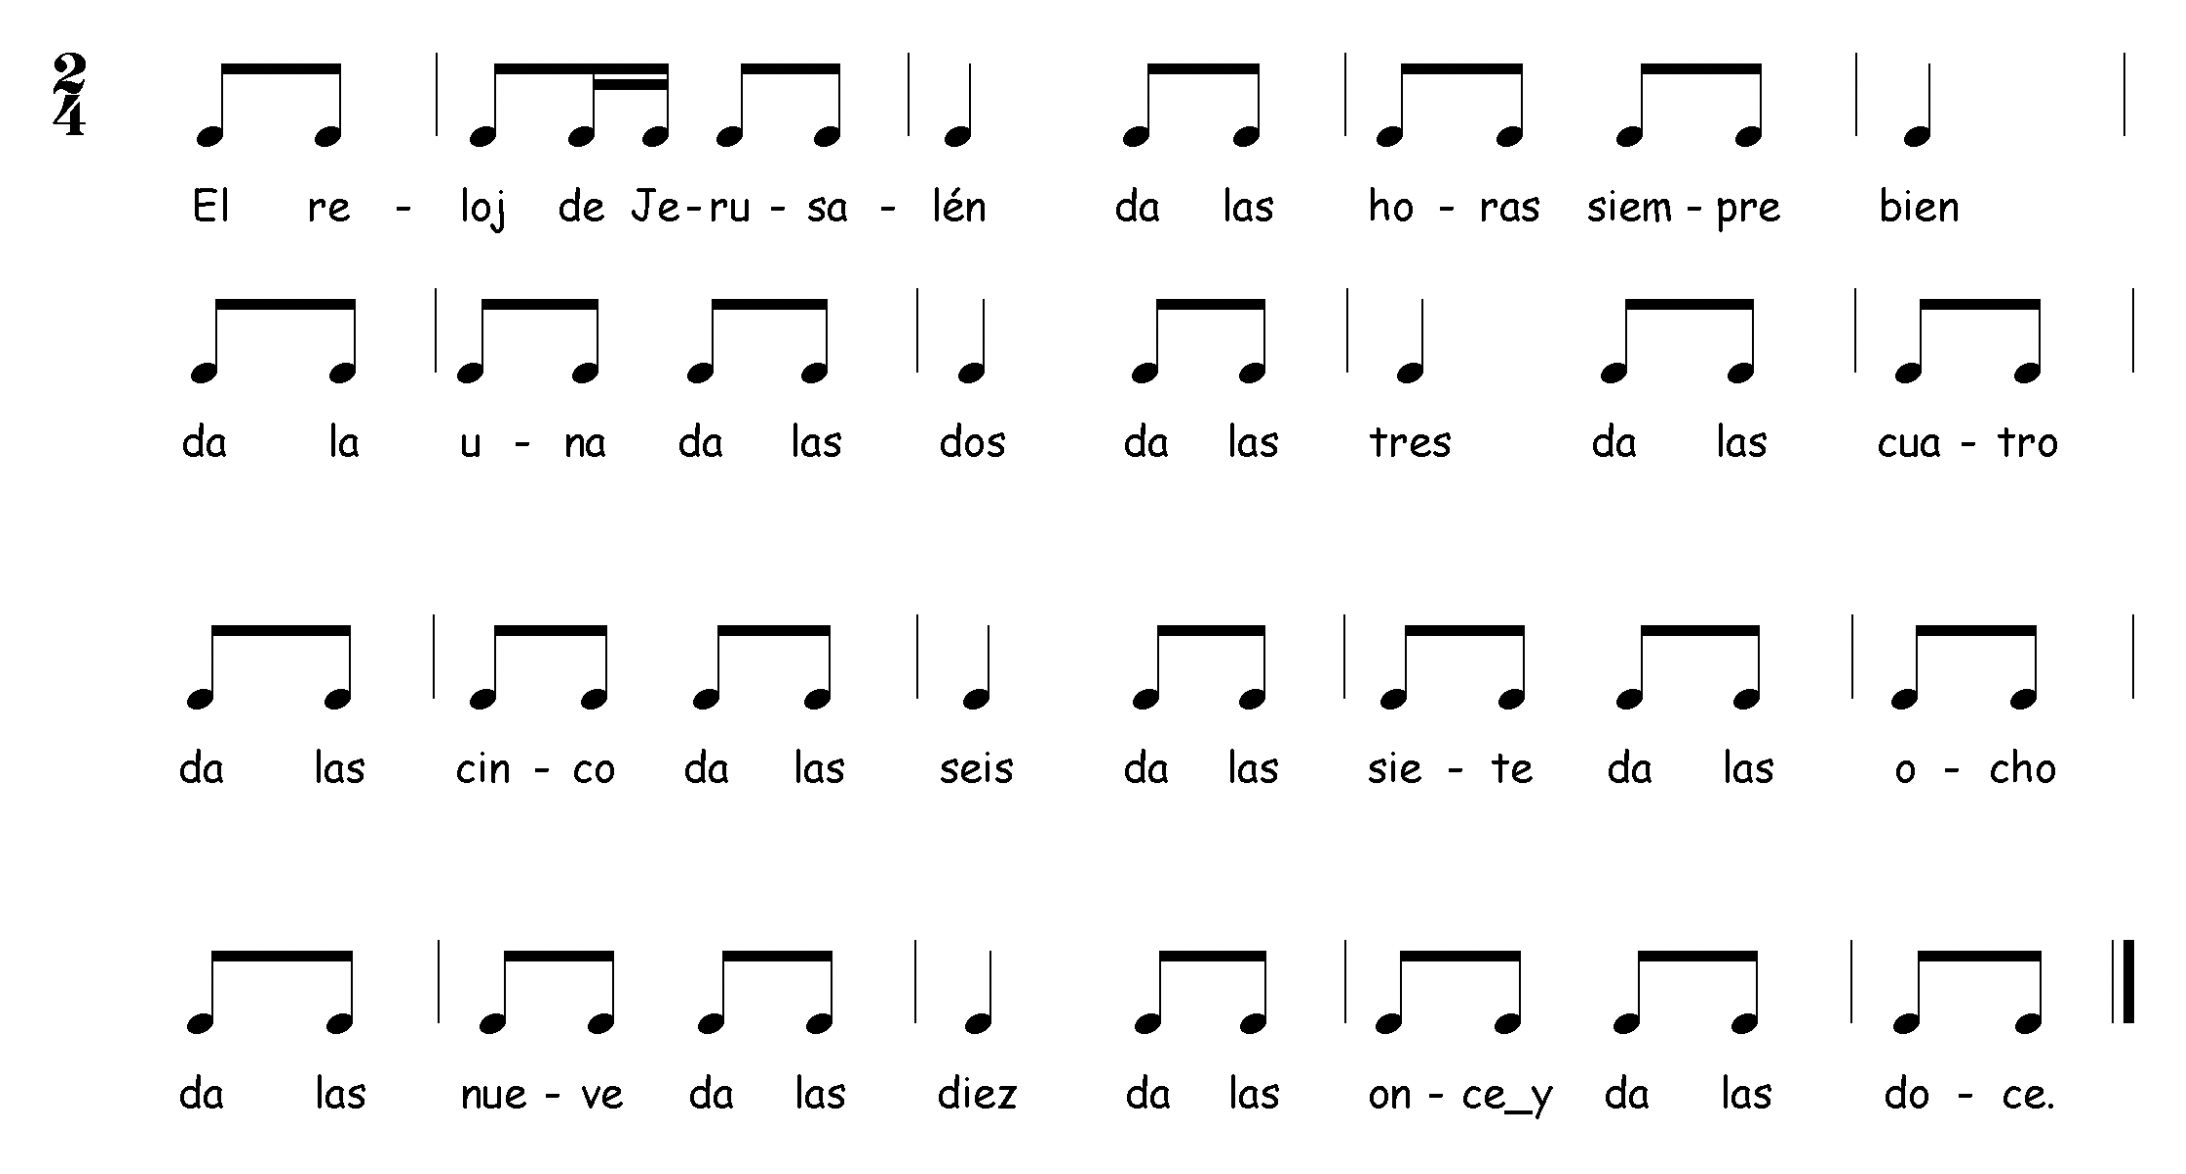 2
4
El re - loj de Je - ru - sa - lén da las ho - ras siem - pre bien
da la u - na da las dos da las tres da las cua - tro
da las cin - co da las seis da las sie - te da las o - cho
da las nue - ve da las diez da las on - ce_y da las do - ce.